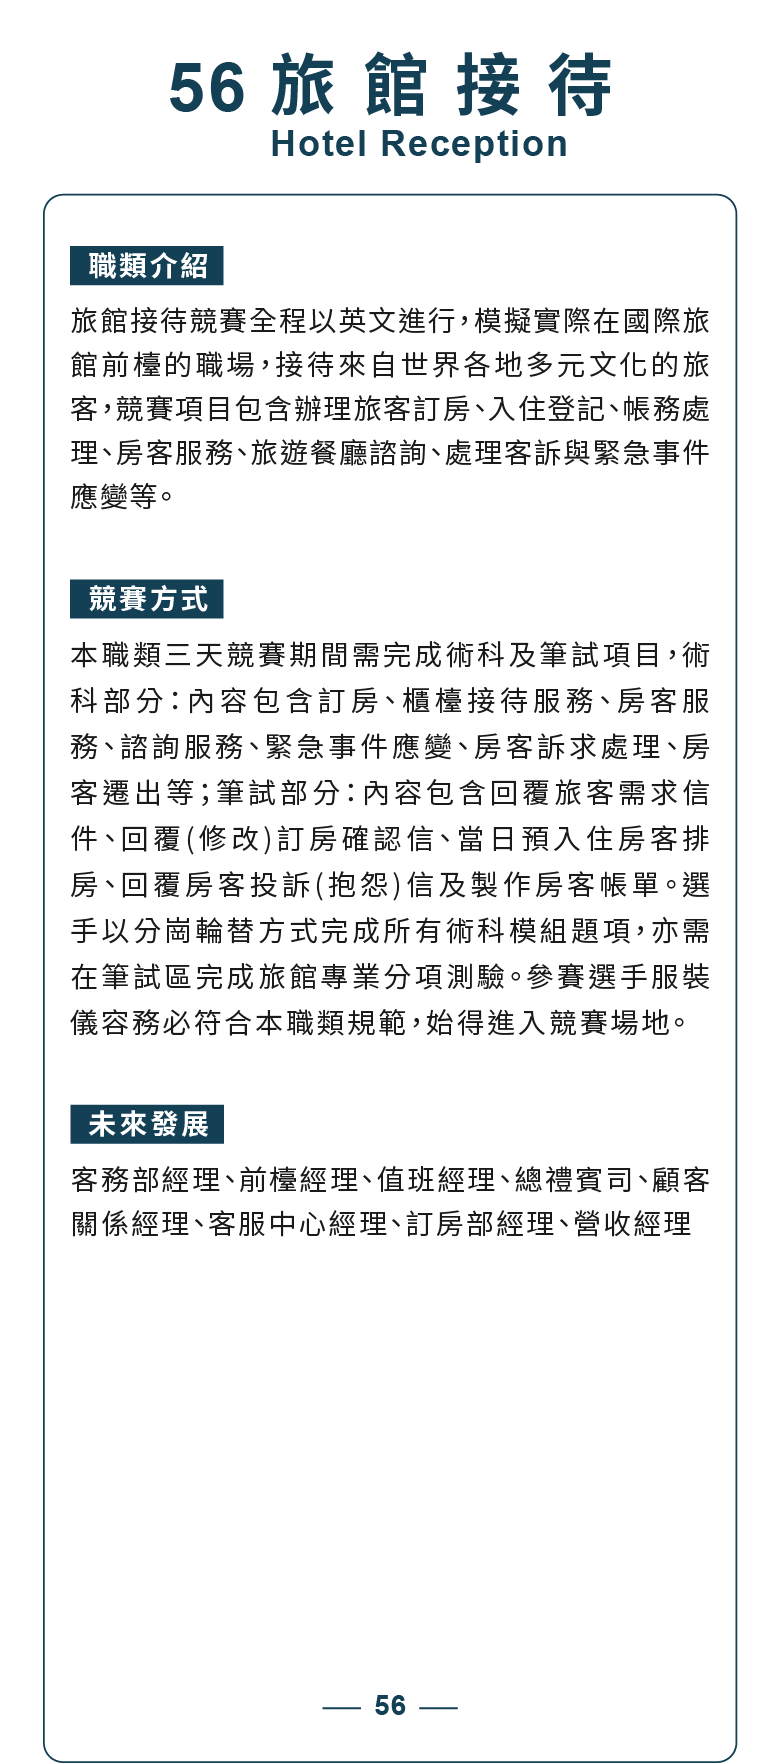 56 旅館接待
Hotel Reception
職類介紹
旅館接待競賽全程以英文進行，模擬實際在國際旅
館前檯的職場，接待來自世界各地多元文化的旅
客，競賽項目包含辦理旅客訂房、入住登記、帳務處
理、房客服務、旅遊餐廳諮詢、處理客訴與緊急事件
應變等。
競賽方式
本職類三天競賽期間需完成術科及筆試項目，術
科部分：內容包含訂房、櫃檯接待服務、房客服
務、諮詢服務、緊急事件應變、房客訴求處理、房
客遷出等；筆試部分：內容包含回覆旅客需求信
件、回覆(修改)訂房確認信、當日預入住房客排
房、回覆房客投訴(抱怨)信及製作房客帳單。選
手以分崗輪替方式完成所有術科模組題項，亦需
在筆試區完成旅館專業分項測驗。參賽選手服裝
儀容務必符合本職類規範，始得進入競賽場地。
未來發展
客務部經理、前檯經理、值班經理、總禮賓司、顧客
關係經理、客服中心經理、訂房部經理、營收經理
56